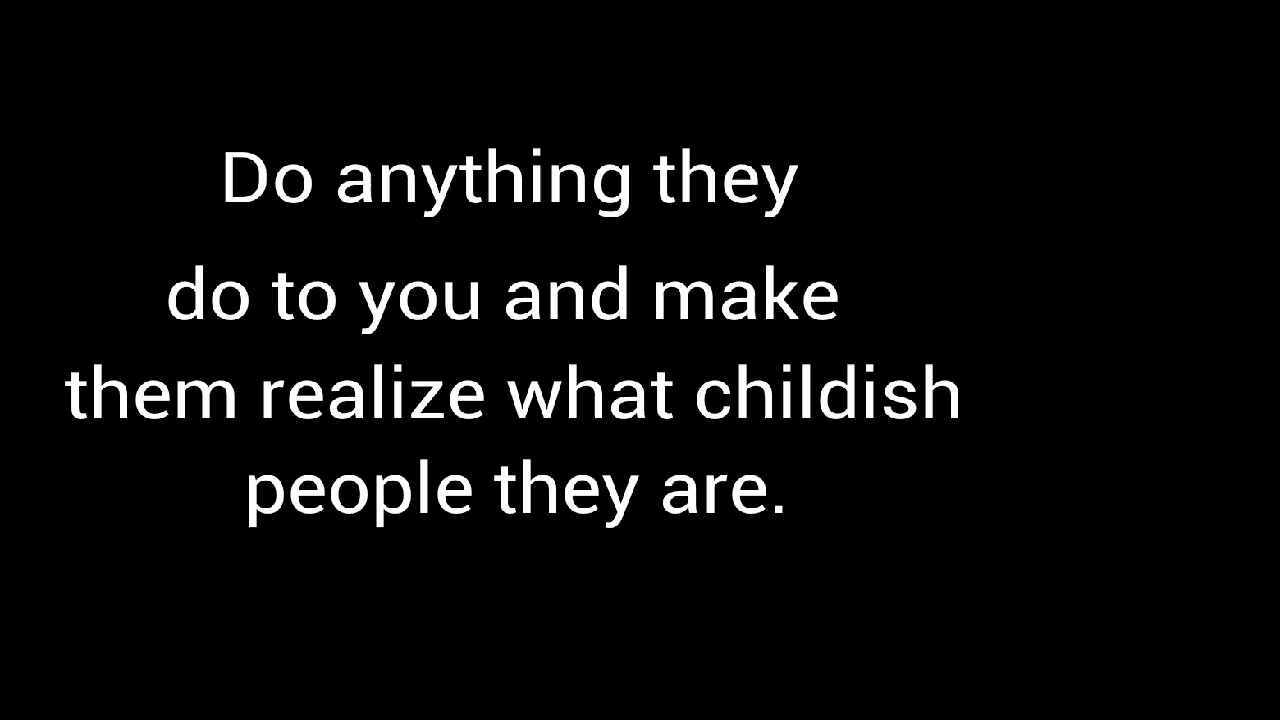 Do anything they
do to you and make
them realize what childish
people they are.